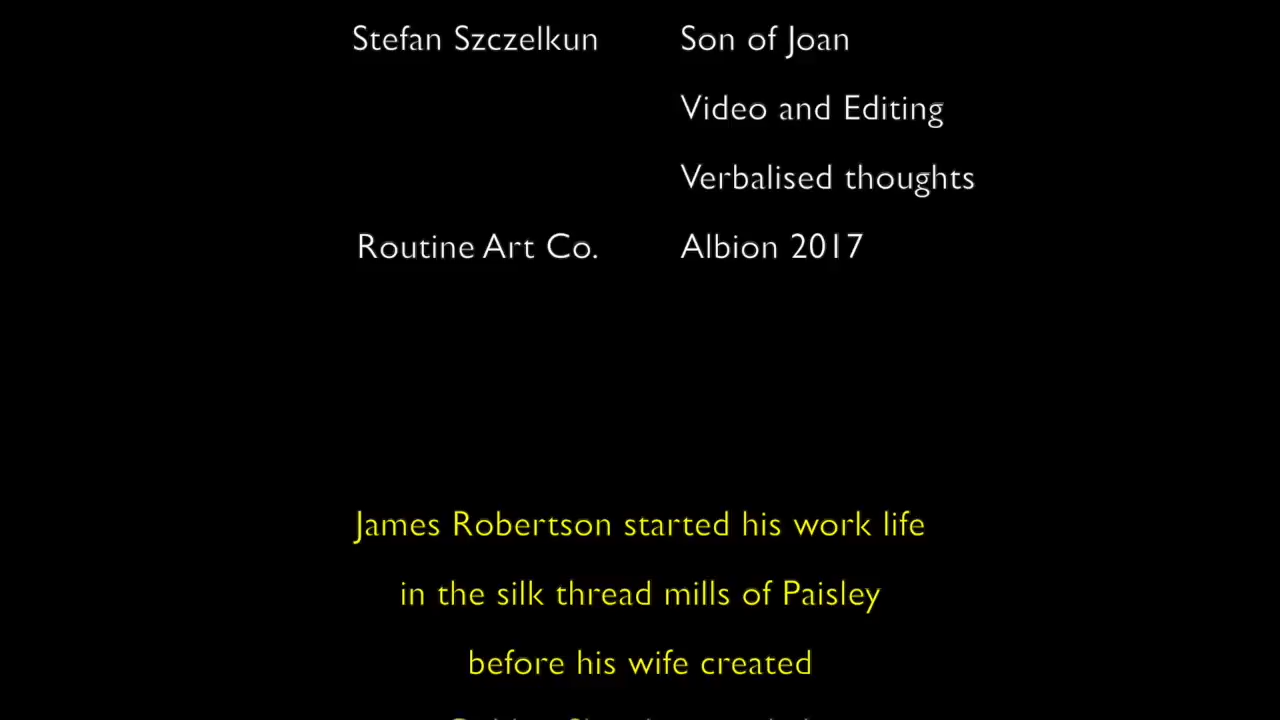 Stefan Szczelkun Son of Joan
Video and Editing
Verbalised thoughts
Routine Art Co. Albion 2017
James Robertson started his work life
in the silk thread mills of Paisley
before his wife created